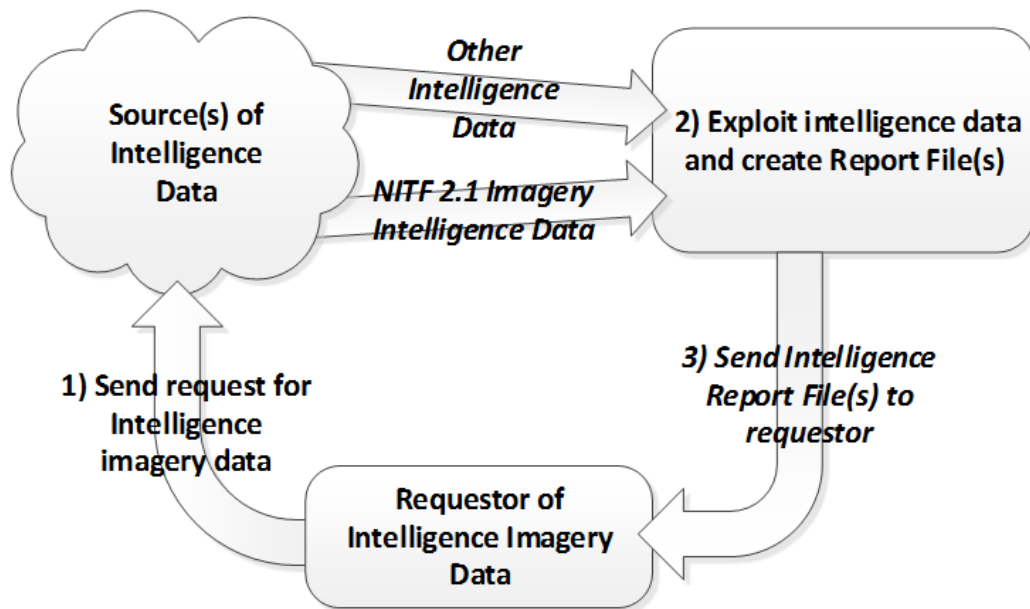 Source(s) of
Intelligence
Data
Other
Intelligence
Data
NITF 2.1 Imagery
Intelligence Data
2) Exploit intelligence data
and create Report File(s)
3) Send Intelligence
Report File(s) to
requestor
1) Send request for
Intelligence
imagery data
Requestor of
Intelligence Imagery
Data